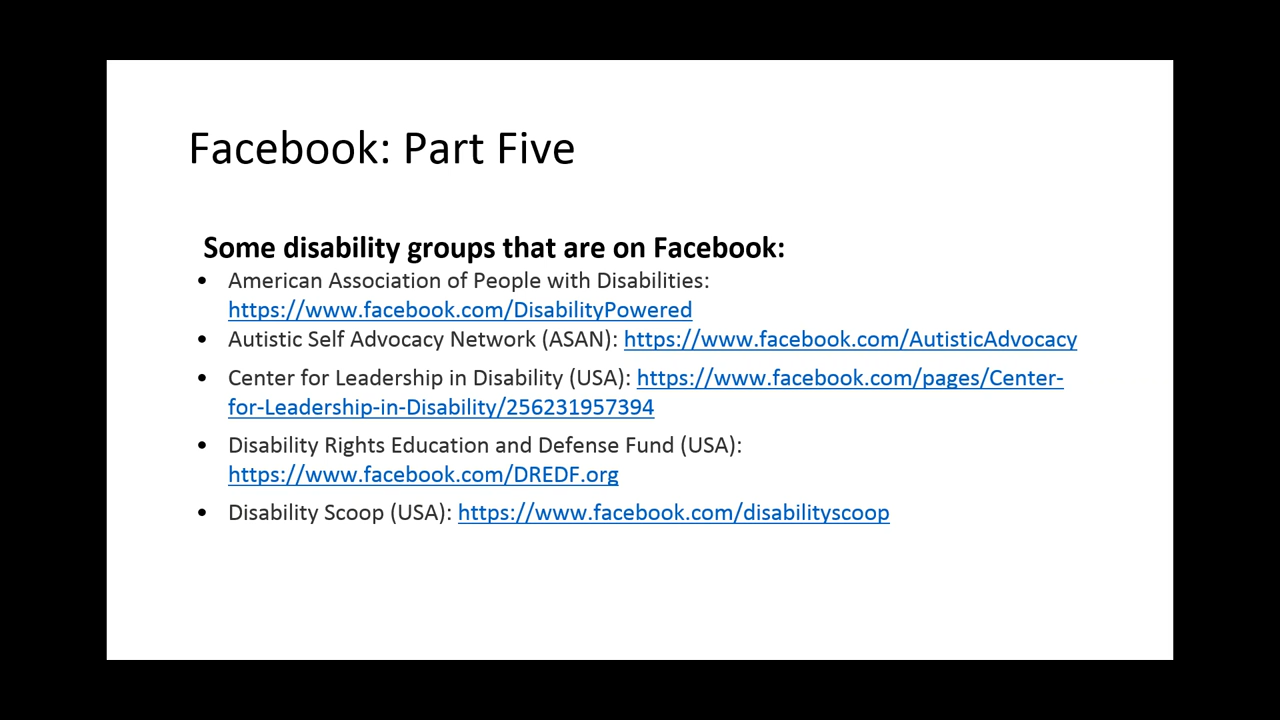 Facebook: Part Five
Some disability groups that are on Facebook:
• American Association of People with Disabilities:
https://www.facebook.com/DisabilityPowered
• Autistic Self Advocacy Network (ASAN): https://www.facebook.com/AutisticAdvocacy
• Center for Leadership in Disability (USA): https://www.facebook.com/pages/Center-
for-Leadership-in-Disability/256231957394
• Disability Rights Education and Defense Fund (USA):
https://www.facebook.com/DREDF.org
• Disability Scoop (USA): https://www.facebook.com/disabilityscoop